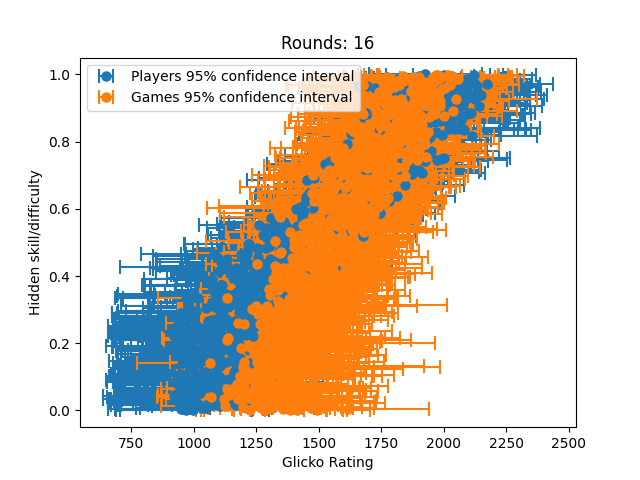 Rounds: 16
Players 95% confidence interval
Games 95% confidence interval
1.0
0.8
0.6
0.4
0.2
0.0
Hidden skill/difficulty
750 1000 1250 1500 1750 2000 2250 2500
Glicko Rating